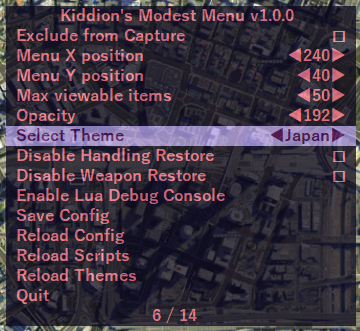 Kiddion's Modest Menu v1.0.0
Exclude from Capture
Menu X position ◀240▶
Menu Y position ◀40▶
Max viewable items ◀50▶
Opacity ◀192▶
Select Theme ◀Japan▶
Disable Handling Restore
Disable Weapon Restore
Enable Lua Debug Console
Save Config
Reload Config
Reload Scripts
Reload Themes
Quit
6 / 14